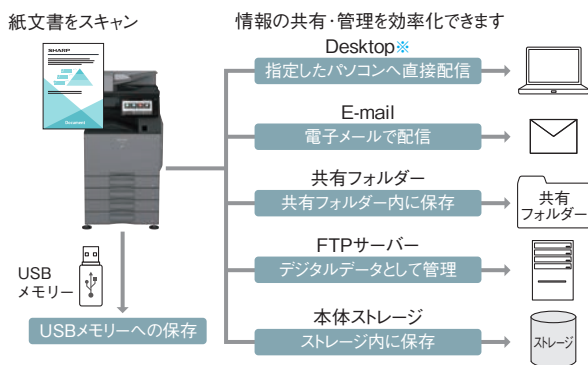 紙文書をスキャン
SHARP
Document
USB
メモリー
USBメモリーへの保存
情報の共有・管理を効率化できます
Desktop※
指定したパソコンへ直接配信
E-mail
電子メールで配信
共有フォルダー
共有フォルダー内に保存
共有
フォルダー
FTPサーバー
デジタルデータとして管理
本体ストレージ
ストレージ内に保存
ストレージ